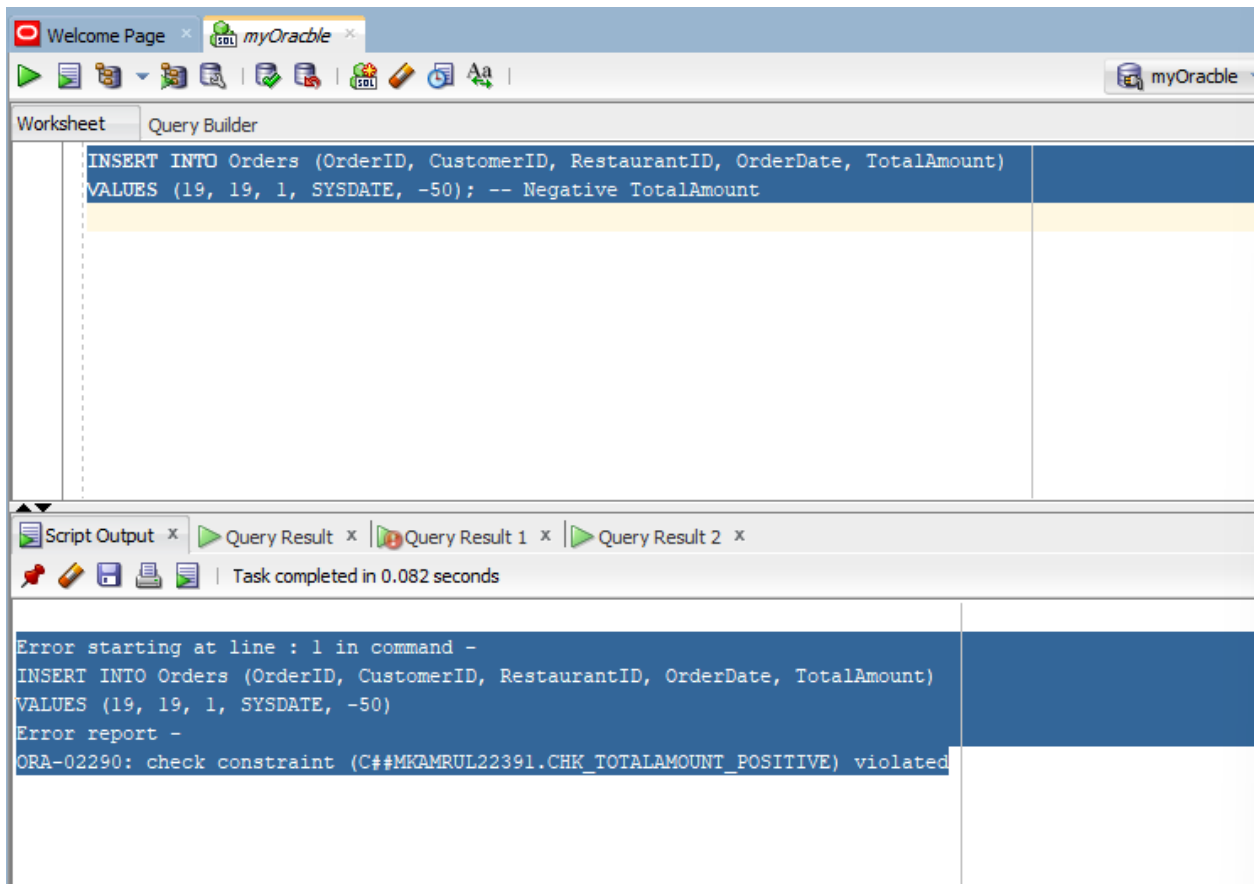 Welcome Page
myOracble
myOracble
Worksheet
Query Builder
INSERT INTO Orders (OrderID, CustomerID, RestaurantID, OrderDate, TotalAmount)
VALUES (19, 19, 1, SYSDATE, -50); -- Negative TotalAmount
Script Output
Query Result
Query Result 1
Query Result 2
Task completed in 0.082 seconds
Error starting at line : 1 in command -
INSERT INTO Orders (OrderID, CustomerID, RestaurantID, OrderDate, TotalAmount)
VALUES (19, 19, 1, SYSDATE, -50)
Error report -
ORA-02290: check constraint (C##MKAMRUL22391.CHK_TOTALAMOUNT_POSITIVE) violated